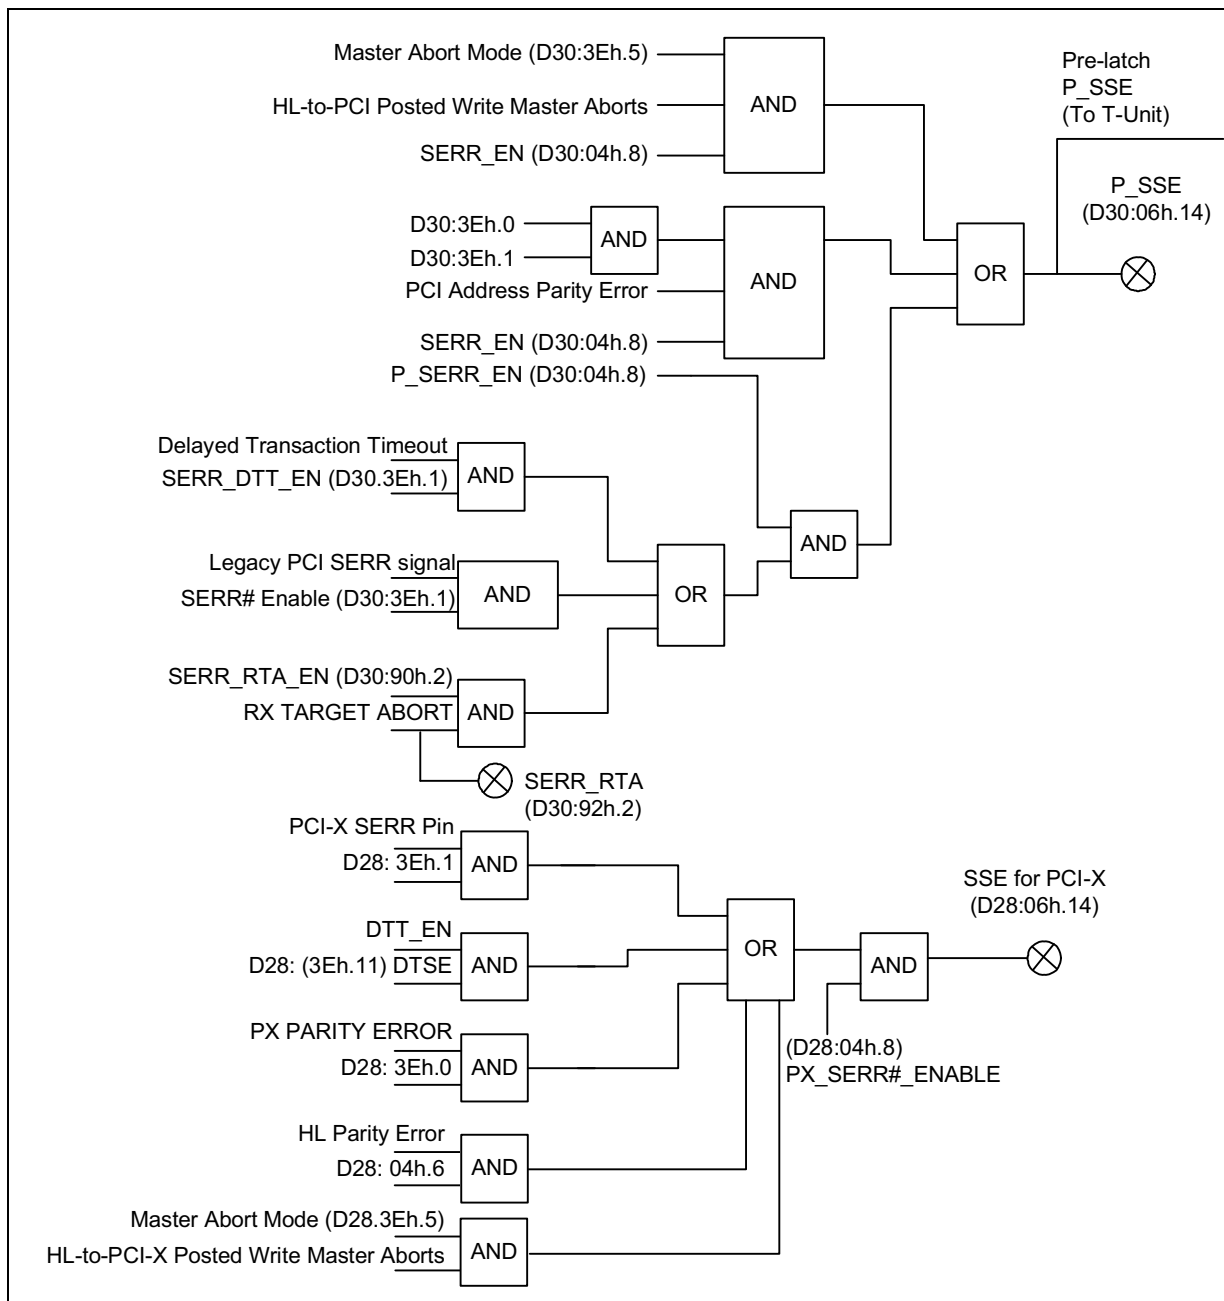 Master Abort Mode (D30:3Eh.5)
HL-to-PCI Posted Write Master Aborts
SERR_EN (D30:04h.8)
AND
Pre-latch
P_SSE
(To T-Unit)
P_SSE
(D30:06h.14)
D30:3Eh.0
D30:3Eh.1
AND
PCI Address Parity Error
SERR_EN (D30:04h.8)
AND
OR
P_SERR_EN (D30:04h.8)
Delayed Transaction Timeout
SERR_DTT_EN (D30.3Eh.1)
AND
AND
Legacy PCI SERR signal
SERR# Enable (D30:3Eh.1)
AND
OR
SERR_RTA_EN (D30:90h.2)
RX TARGET ABORT
AND
SERR_RTA
(D30:92h.2)
PCI-X SERR Pin
D28: 3Eh.1
AND
SSE for PCI-X
(D28:06h.14)
DTT_EN
D28: (3Eh.11) DTSE
AND
OR
AND
PX PARITY ERROR
D28: 3Eh.0
AND
(D28:04h.8)
PX_SERR#_ENABLE
HL Parity Error
D28: 04h.6
AND
Master Abort Mode (D28.3Eh.5)
HL-to-PCI-X Posted Write Master Aborts
AND